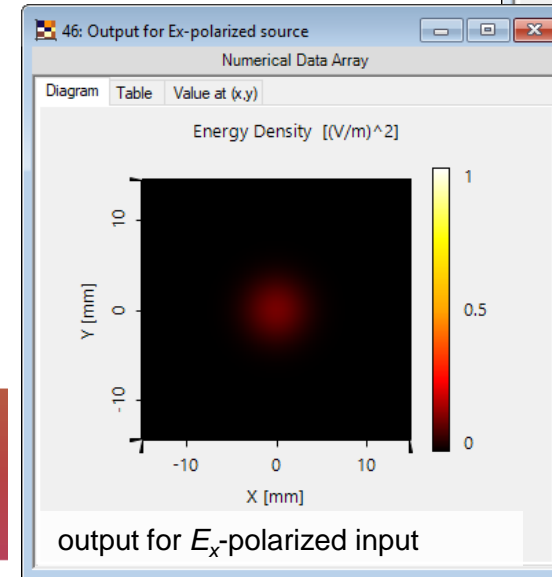 46: Output for Ex-polarized source
Numerical Data Array
Diagram Table Value at (x,y)
Energy Density [(V/m)^2]
1
0.5
0
10
0
-10
Y [mm]
-10 0 10
X [mm]
output for Ex-polarized input